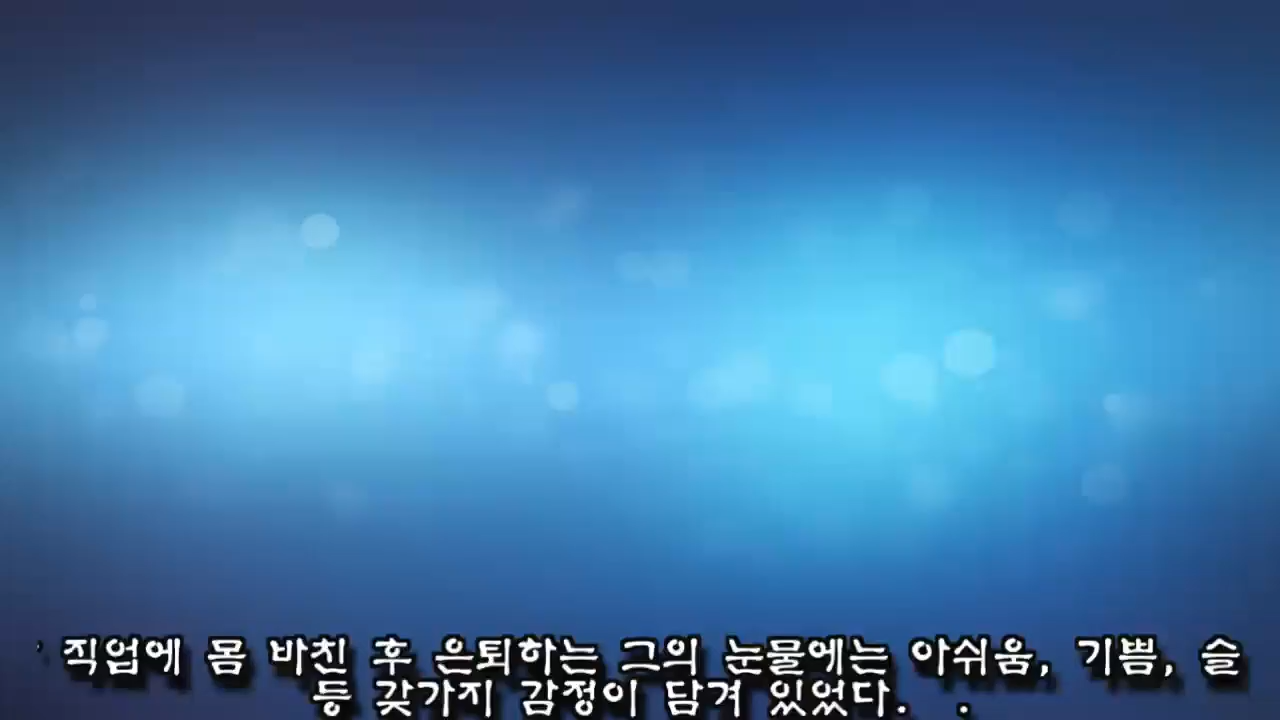 직업에 몸 바친 후 은퇴하는 그의 눈물에는 아쉬움, 기쁨, 슬
등 갖가지 감정이 담겨 있었다. .